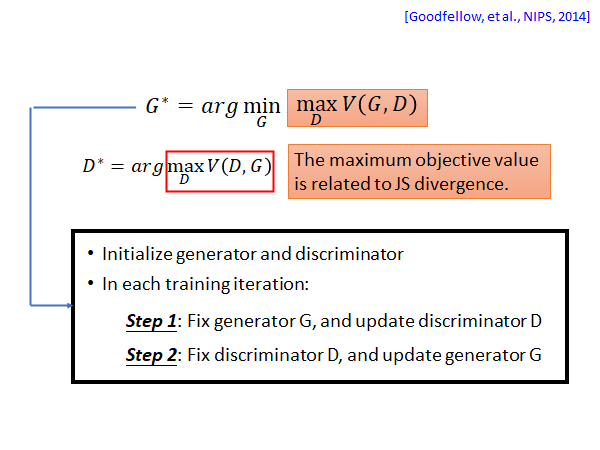 [Goodfellow, et al., NIPS, 2014]
G* = arg min_G max_D V(G, D)
D* = arg max_D V(D, G)
The maximum objective value
is related to JS divergence.
• Initialize generator and discriminator
• In each training iteration:
Step 1: Fix generator G, and update discriminator D
Step 2: Fix discriminator D, and update generator G